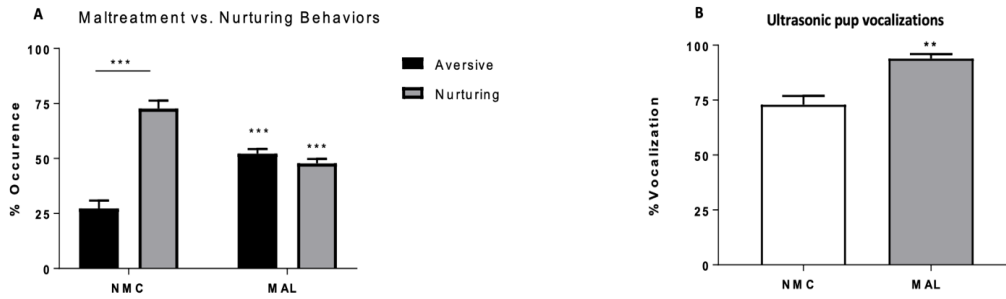 A
Maltreatment vs. Nurturing Behaviors
% Occurence
100
75
50
25
0
***
***
***
NMC
MAL
Aversive
Nurturing
B
Ultrasonic pup vocalizations
%Vocalization
100
75
50
25
0
**
NMC
MAL